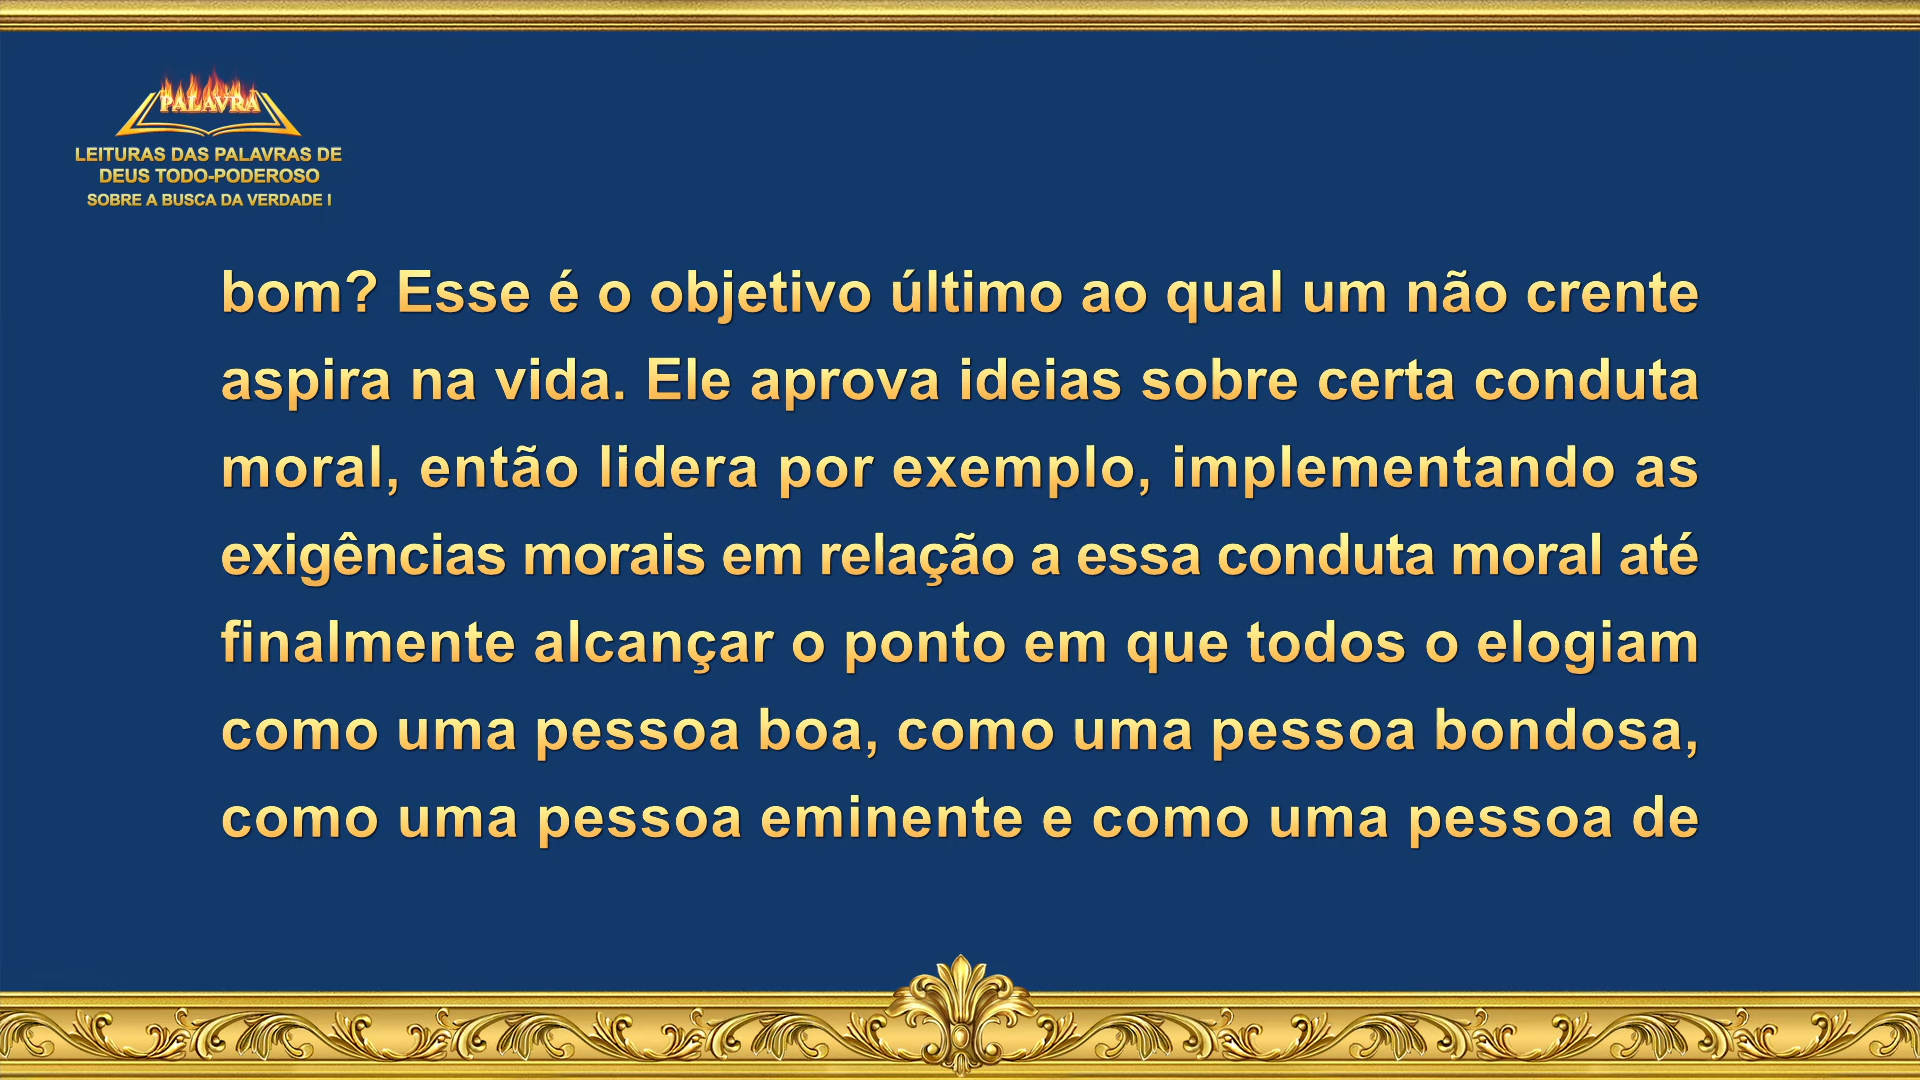 PALAVRA
LEITURAS DAS PALAVRAS DE
DEUS TODO-PODEROSO
SOBRE A BUSCA DA VERDADE I
bom? Esse é o objetivo último ao qual um não crente
aspira na vida. Ele aprova ideias sobre certa conduta
moral, então lidera por exemplo, implementando as
exigências morais em relação a essa conduta moral até
finalmente alcançar o ponto em que todos o elogiam
como uma pessoa boa, como uma pessoa bondosa,
como uma pessoa eminente e como uma pessoa de